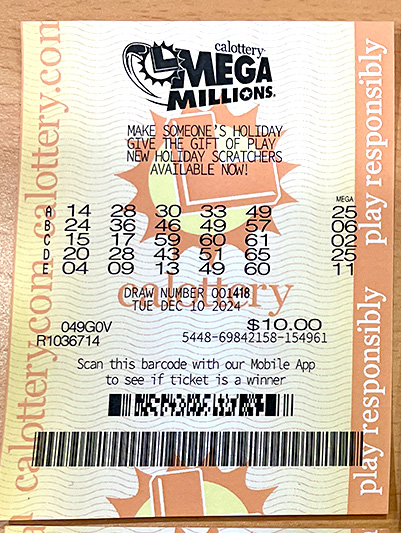 calottery
MEGA
MILLIONS
MAKE SOMEONE'S HOLIDAY
GIVE THE GIFT OF PLAY
NEW HOLIDAY SCRATCHERS
AVAILABLE NOW!
MEGA
A 14 28 30 33 49 25
B 24 36 46 49 57 06
C 15 17 59 60 61 02
D 20 28 43 51 65 25
E 04 09 13 49 60 11
calottery
DRAW NUMBER 001418
TUE DEC 10 2024
049G0V $10.00
R1036714 5448-69842158-154961
Scan this barcode with our Mobile App
to see if ticket is a winner
calottery.com calottery.com
play responsibly
play responsibly